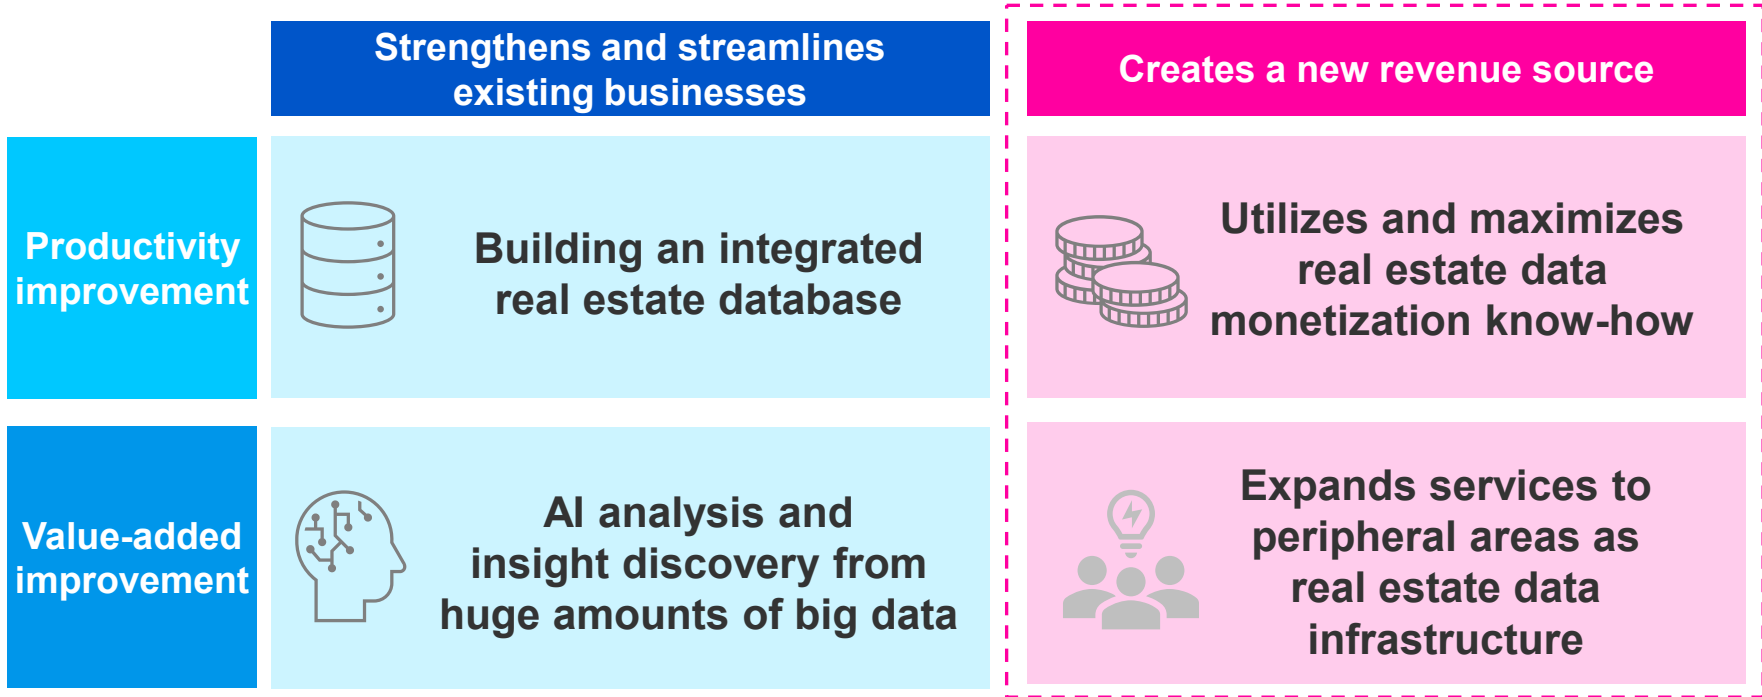 Strengthens and streamlines
existing businesses
Creates a new revenue source
Productivity
improvement
Building an integrated
real estate database
Utilizes and maximizes
real estate data
monetization know-how
Value-added
improvement
AI analysis and
insight discovery from
huge amounts of big data
Expands services to
peripheral areas as
real estate data
infrastructure